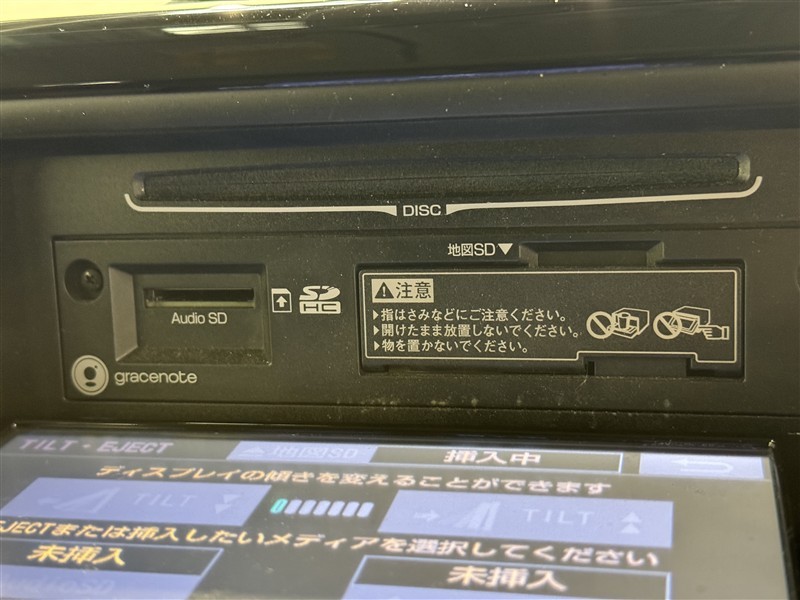 DISC
地図SD▼
Audio SD
SD
HC
注意
▶指はさみなどにご注意ください。
▶開けたまま放置しないでください。
▶物を置かないでください。
gracenote
TILT・EJECT
地図SD
挿入中
ディスプレイの傾きを変えることができます
TILT
TILT
EJECTまたは挿入したいメディアを選択してください
未挿入
未挿入